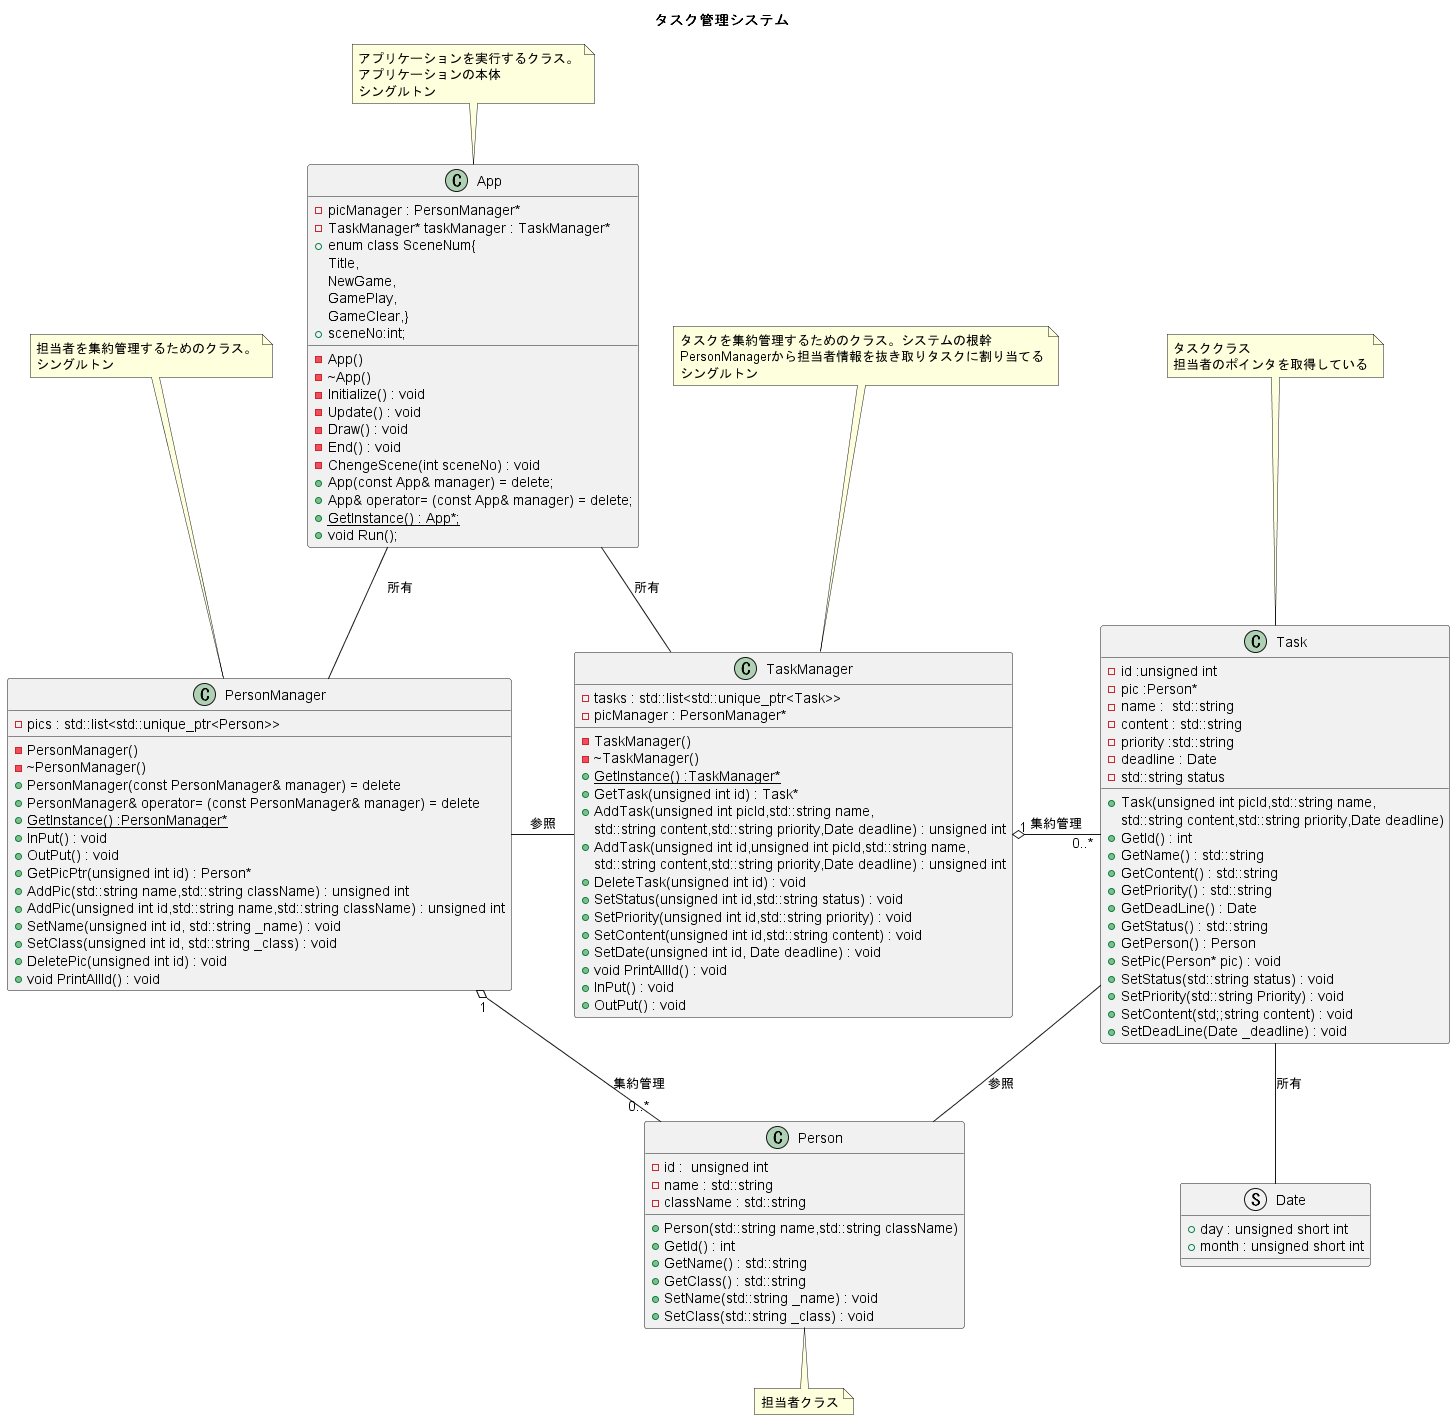 タスク管理システム
アプリケーションを実行するクラス。
アプリケーションの本体
シングルトン
App
picManager : PersonManager*
TaskManager* taskManager : TaskManager*
enum class SceneNum{
Title,
NewGame,
GamePlay,
GameClear,}
sceneNo:int;
App()
~App()
Initialize() : void
Update() : void
Draw() : void
End() : void
ChengeScene(int sceneNo) : void
App(const App& manager) = delete;
App& operator= (const App& manager) = delete;
GetInstance() : App*;
void Run();
担当者を集約管理するためのクラス。
シングルトン
タスクを集約管理するためのクラス。システムの根幹
PersonManagerから担当者情報を抜き取りタスクに割り当てる
シングルトン
タスククラス
担当者のポインタを取得している
所有
所有
PersonManager
pics : std::list<std::unique_ptr<Person>>
PersonManager()
~PersonManager()
PersonManager(const PersonManager& manager) = delete
PersonManager& operator= (const PersonManager& manager) = delete
GetInstance() :PersonManager*
InPut() : void
OutPut() : void
GetPicPtr(unsigned int id) : Person*
AddPic(std::string name,std::string className) : unsigned int
AddPic(unsigned int id,std::string name,std::string className) : unsigned int
SetName(unsigned int id, std::string _name) : void
SetClass(unsigned int id, std::string _class) : void
DeletePic(unsigned int id) : void
void PrintAllId() : void
参照
TaskManager
tasks : std::list<std::unique_ptr<Task>>
picManager : PersonManager*
TaskManager()
~TaskManager()
GetInstance() :TaskManager*
GetTask(unsigned int id) : Task*
AddTask(unsigned int picId,std::string name,
std::string content,std::string priority,Date deadline) : unsigned int
AddTask(unsigned int id,unsigned int picId,std::string name,
std::string content,std::string priority,Date deadline) : unsigned int
DeleteTask(unsigned int id) : void
SetStatus(unsigned int id,std::string status) : void
SetPriority(unsigned int id,std::string priority) : void
SetContent(unsigned int id,std::string content) : void
SetDate(unsigned int id, Date deadline) : void
void PrintAllId() : void
InPut() : void
OutPut() : void
1
集約管理
0..*
Task
id :unsigned int
pic :Person*
name :  std::string
content : std::string
priority :std::string
deadline : Date
std::string status
Task(unsigned int picId,std::string name,
std::string content,std::string priority,Date deadline)
GetId() : int
GetName() : std::string
GetContent() : std::string
GetPriority() : std::string
GetDeadLine() : Date
GetStatus() : std::string
GetPerson() : Person
SetPic(Person* pic) : void
SetStatus(std::string status) : void
SetPriority(std::string Priority) : void
SetContent(std;;string content) : void
SetDeadLine(Date _deadline) : void
1
集約管理
0..*
参照
所有
Person
id :  unsigned int
name : std::string
className : std::string
Person(std::string name,std::string className)
GetId() : int
GetName() : std::string
GetClass() : std::string
SetName(std::string _name) : void
SetClass(std::string _class) : void
S
Date
day : unsigned short int
month : unsigned short int
担当者クラス